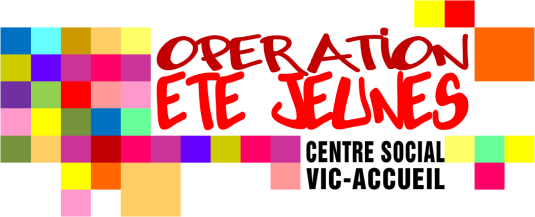 OPERATiON
ETE JEUNES
CENTRE SOCIAL
VIC-ACCUEIL